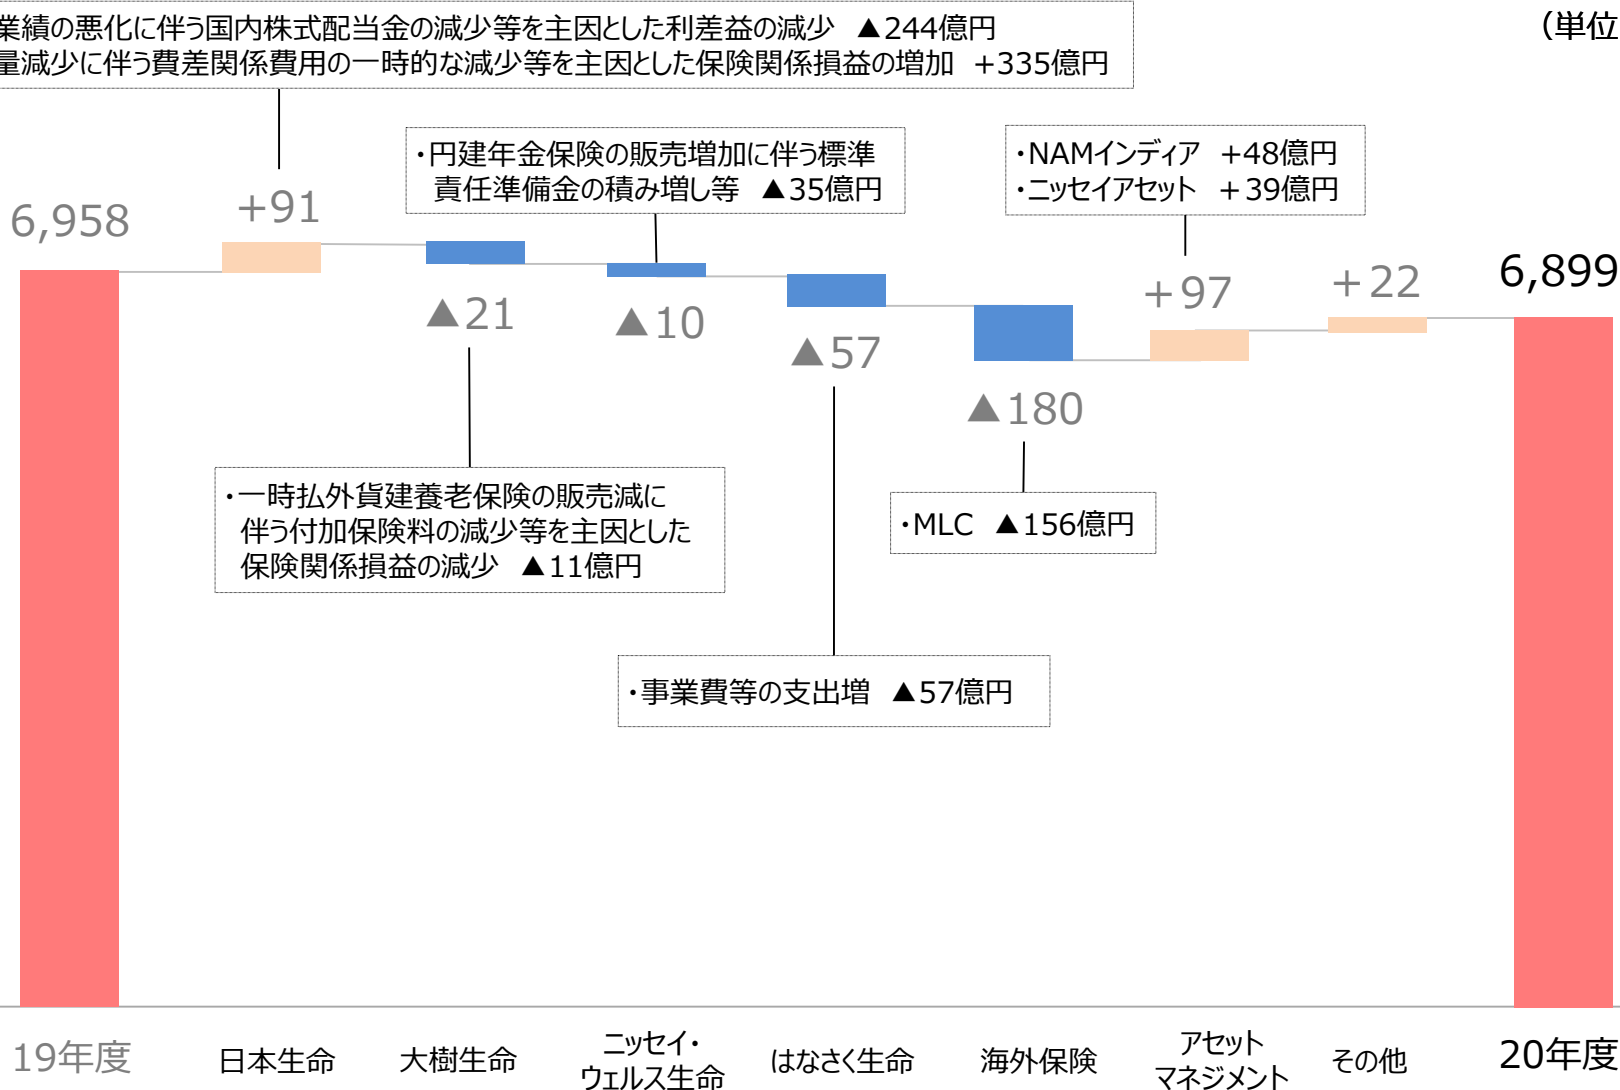 業績の悪化に伴う国内株式配当金の減少等を主因とした利差益の減少 ▲244億円
量減少に伴う費差関係費用の一時的な減少等を主因とした保険関係損益の増加 +335億円
(単位
・円建年金保険の販売増加に伴う標準
責任準備金の積み増し等 ▲35億円
・NAMインディア +48億円
・ニッセイアセット +39億円
6,958
+91
▲21
▲10
▲57
▲180
+97
+22
6,899
・一時払外貨建養老保険の販売減に
伴う付加保険料の減少等を主因とした
保険関係損益の減少 ▲11億円
・MLC ▲156億円
・事業費等の支出増 ▲57億円
19年度
日本生命
大樹生命
ニッセイ・
ウェルス生命
はなさく生命
海外保険
アセット
マネジメント
その他
20年度